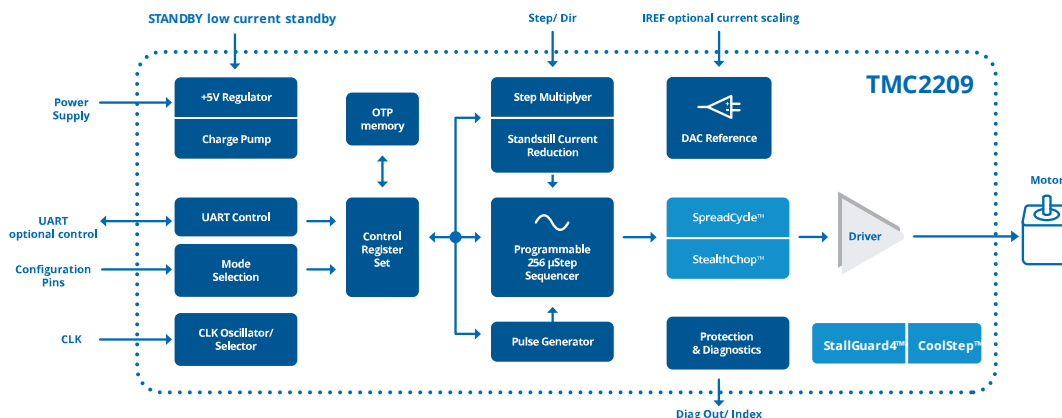 STANDBY low current standby
Step/ Dir
IREF optional current scaling
TMC2209
Power
Supply
+5V Regulator
Charge Pump
OTP
memory
Step Multiplyer
Standstill Current
Reduction
DAC Reference
UART
optional control
UART Control
Configuration
Pins
Mode
Selection
Control
Register
Set
Programmable
256 µStep
Sequencer
SpreadCycle™
StealthChop™
Driver
Motor
CLK
CLK Oscillator/
Selector
Pulse Generator
Protection
& Diagnostics
StallGuard4™
CoolStep™
Diag Out/ Index